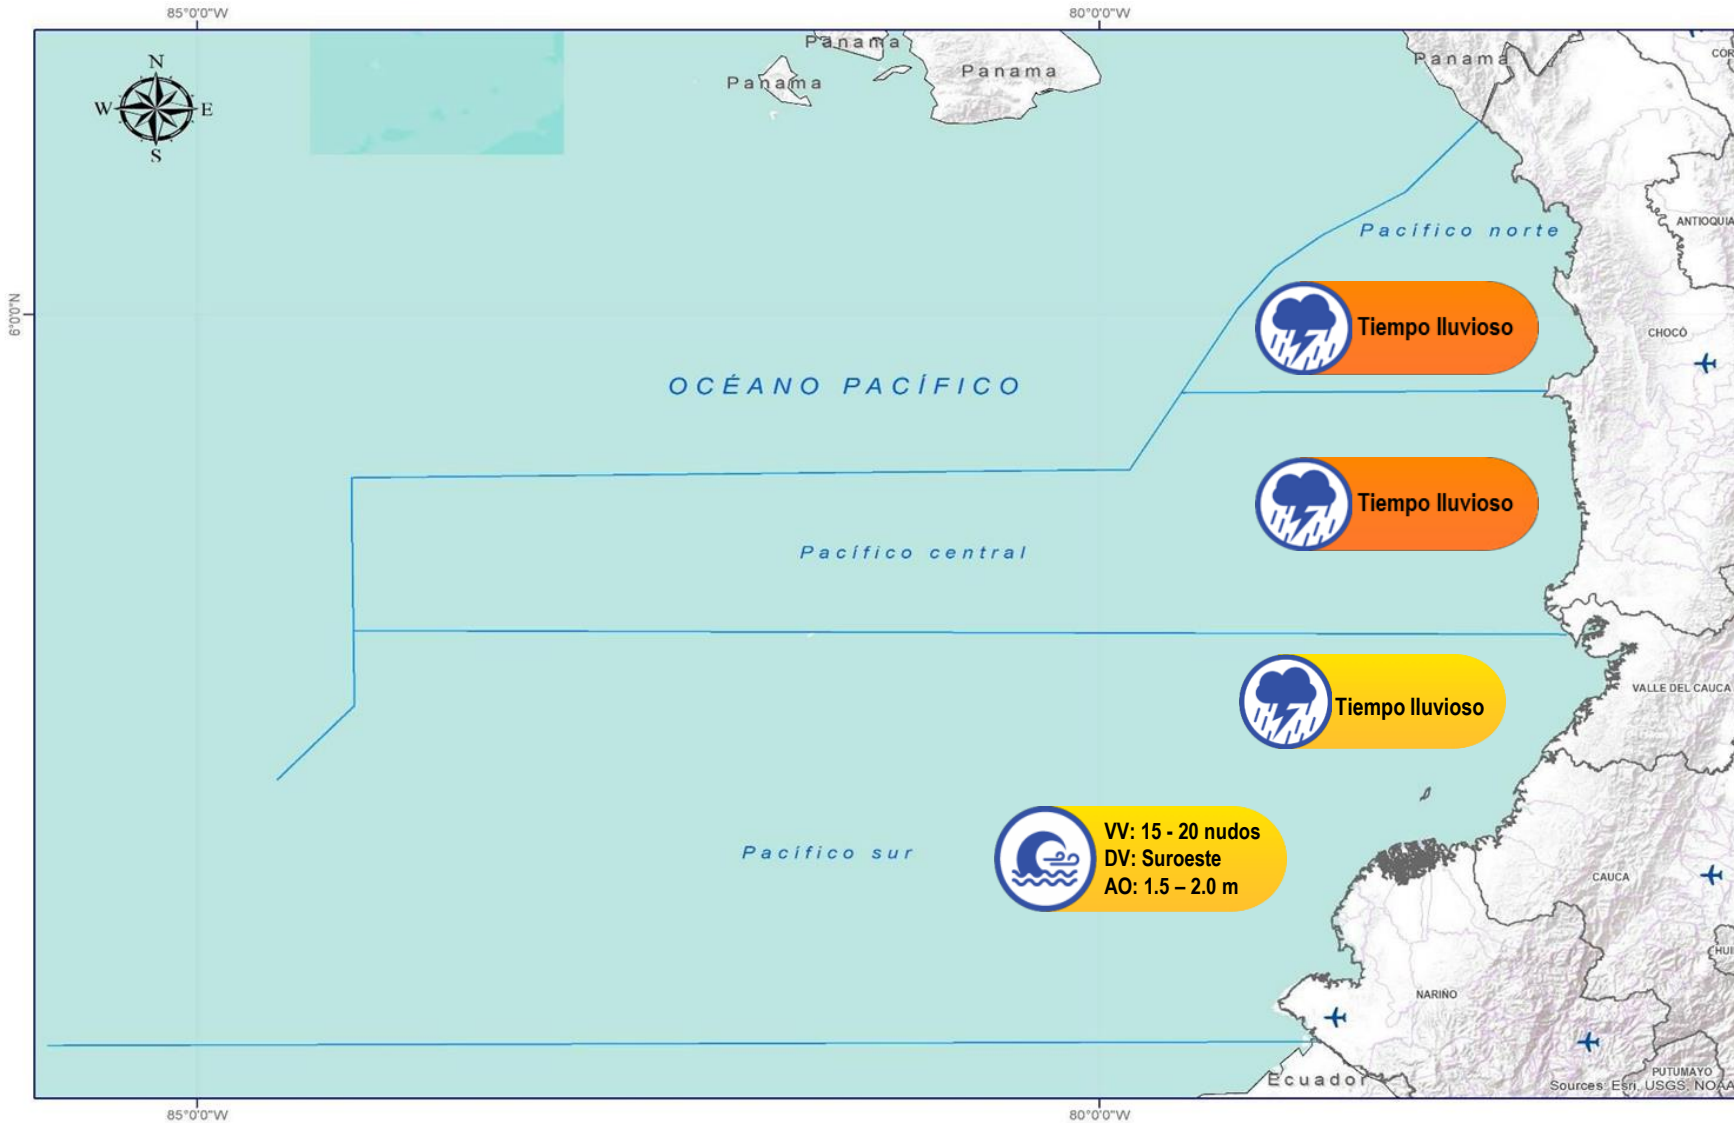 85°0'0"W
80°0'0"W
N
W
E
S
Panama
Panama
Panama
Panama
COR
ANTIOQUIA
Pacífico norte
6°0'0"N
Tiempo lluvioso
CHOCÓ
OCÉANO PACÍFICO
Tiempo lluvioso
Pacífico central
VALLE DEL CAUCA
Tiempo lluvioso
VV: 15 - 20 nudos
DV: Suroeste
AO: 1.5 – 2.0 m
Pacífico sur
CAUCA
HUI
NARIÑO
PUTUMAYO
Ecuador
Sources: Esri, USGS, NOAA
85°0'0"W
80°0'0"W